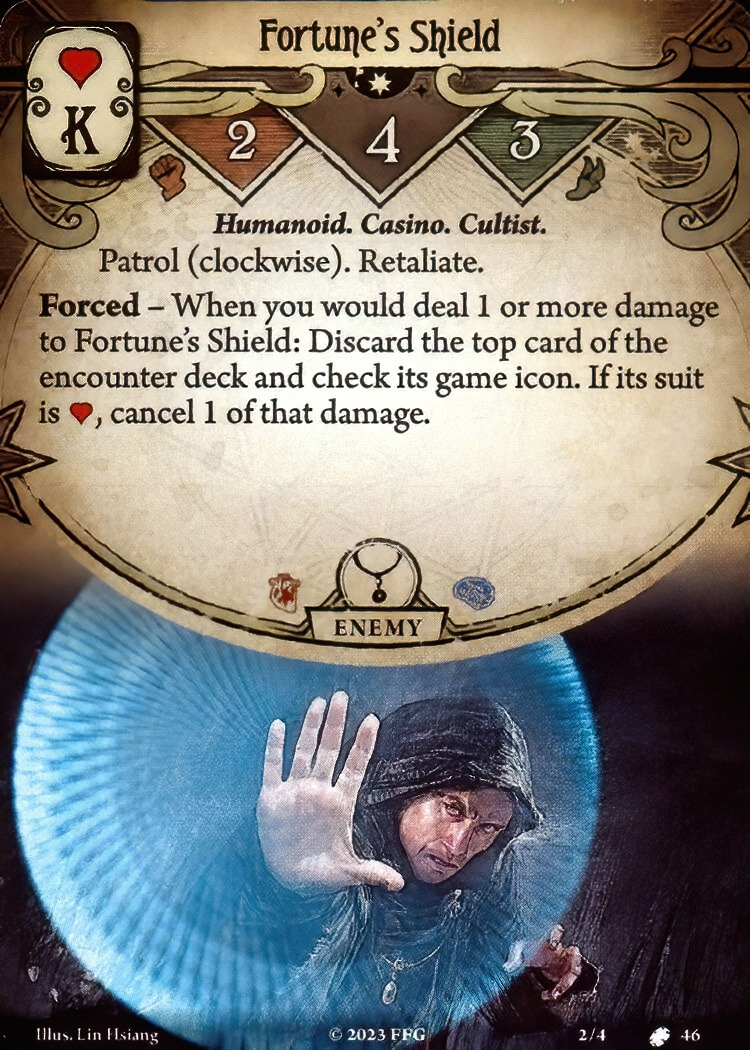 Fortune's Shield
K
2 4 3
Humanoid. Casino. Cultist.
Patrol (clockwise). Retaliate.
Forced – When you would deal 1 or more damage
to Fortune's Shield: Discard the top card of the
encounter deck and check its game icon. If its suit
is ♥, cancel 1 of that damage.
ENEMY
Illus. Lin Hsiang © 2023 FFG 2/4 46